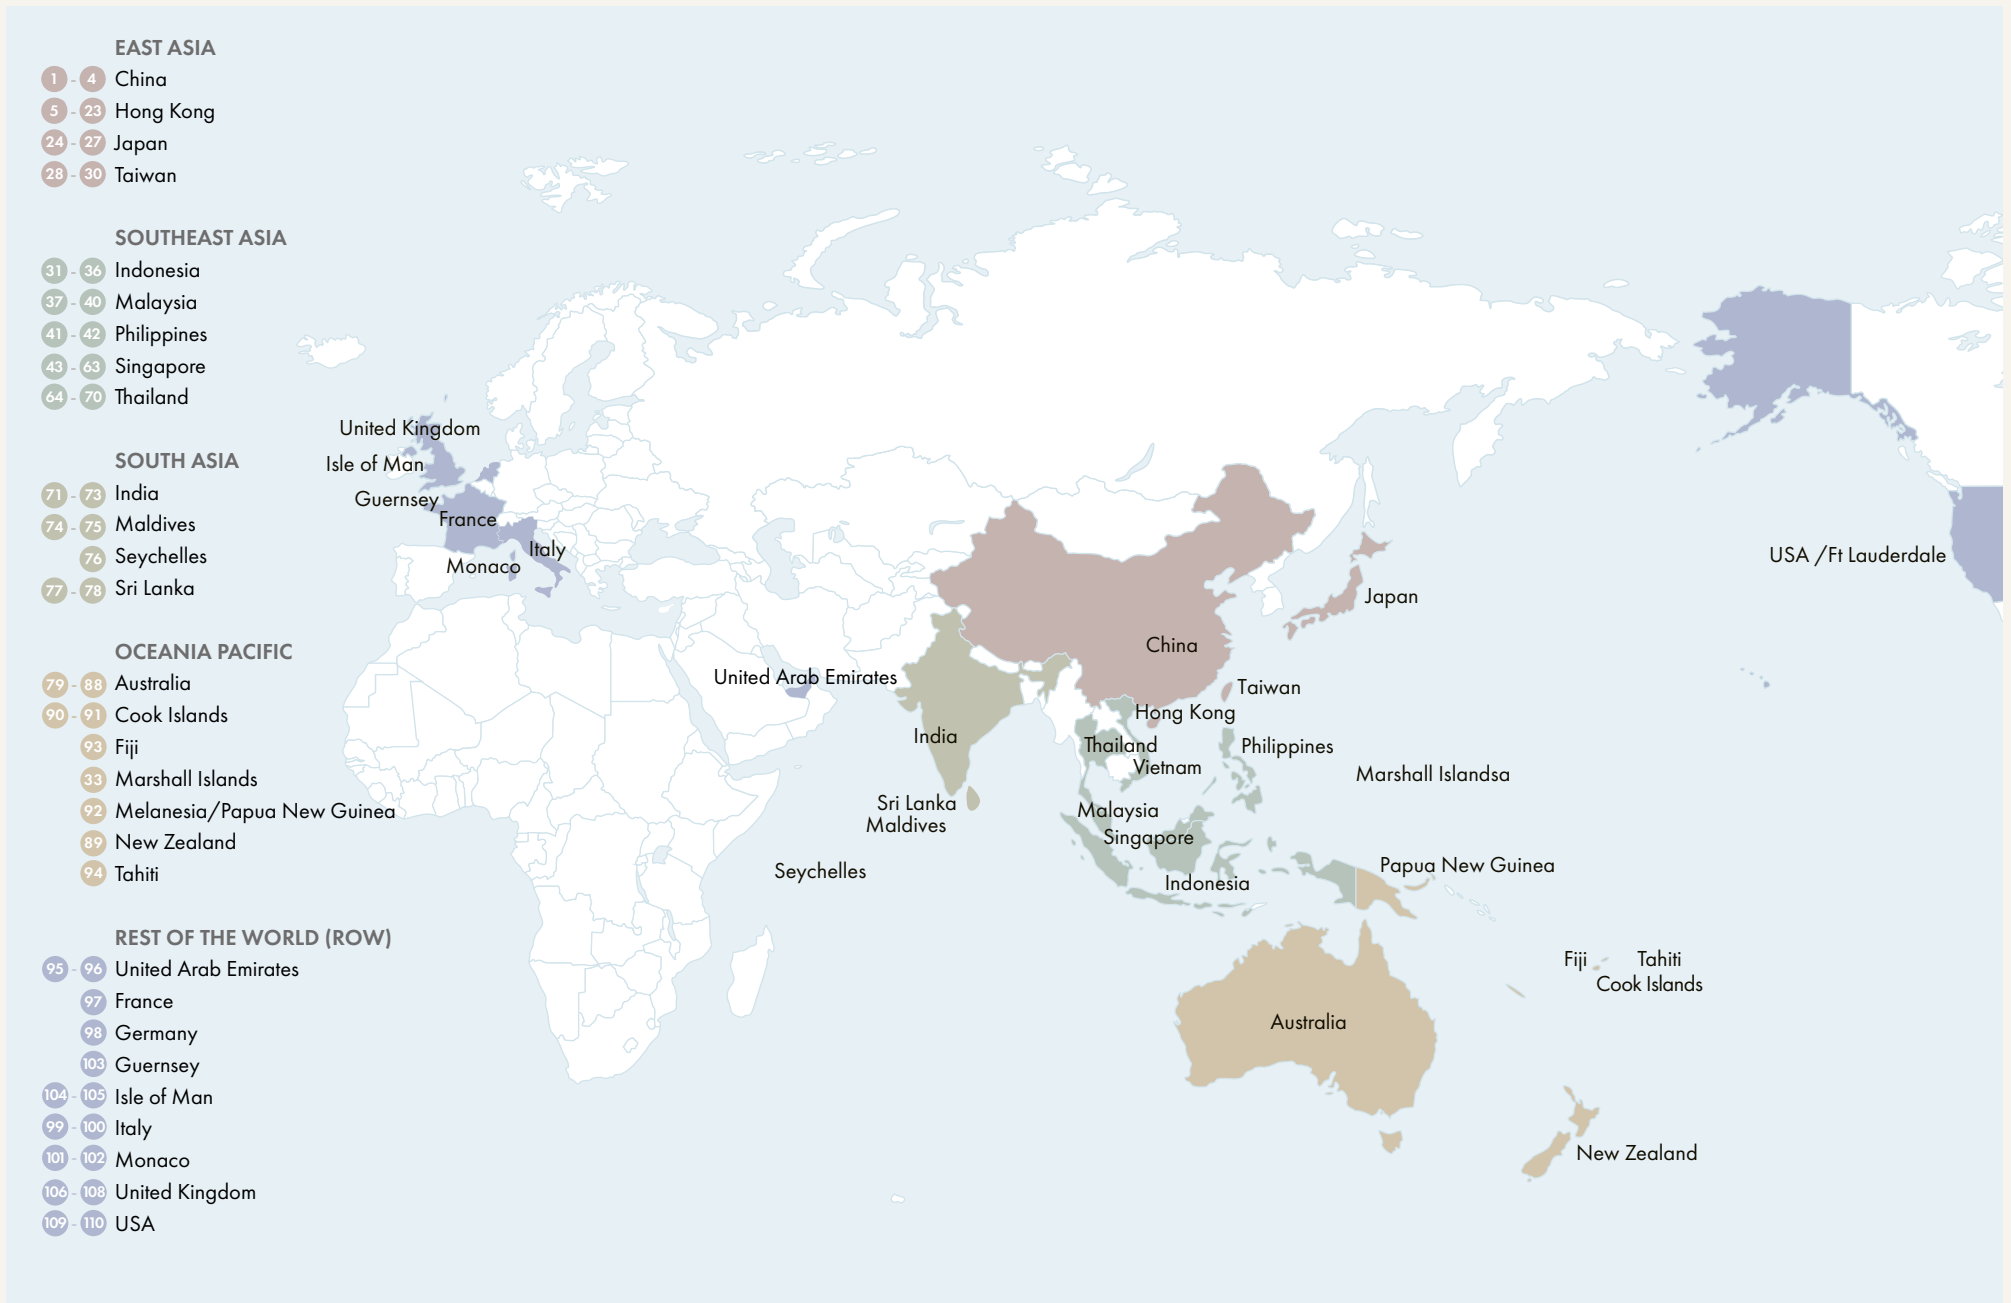 EAST ASIA
1 - 4 China
5 - 23 Hong Kong
24 - 27 Japan
28 - 30 Taiwan
SOUTHEAST ASIA
31 - 36 Indonesia
37 - 40 Malaysia
41 - 42 Philippines
43 - 63 Singapore
64 - 70 Thailand
SOUTH ASIA
71 - 73 India
74 - 75 Maldives
76 Seychelles
77 - 78 Sri Lanka
OCEANIA PACIFIC
79 - 88 Australia
90 - 91 Cook Islands
93 Fiji
33 Marshall Islands
92 Melanesia/Papua New Guinea
89 New Zealand
94 Tahiti
REST OF THE WORLD (ROW)
95 - 96 United Arab Emirates
97 France
98 Germany
103 Guernsey
104 - 105 Isle of Man
99 - 100 Italy
101 - 102 Monaco
106 - 108 United Kingdom
109 - 110 USA
United Kingdom
Isle of Man
Guernsey
France
Italy
Monaco
USA /Ft Lauderdale
Japan
China
United Arab Emirates
Taiwan
Hong Kong
India
Thailand
Philippines
Vietnam
Marshall Islandsa
Sri Lanka
Maldives
Malaysia
Singapore
Seychelles
Papua New Guinea
Indonesia
Fiji
Tahiti
Cook Islands
Australia
New Zealand